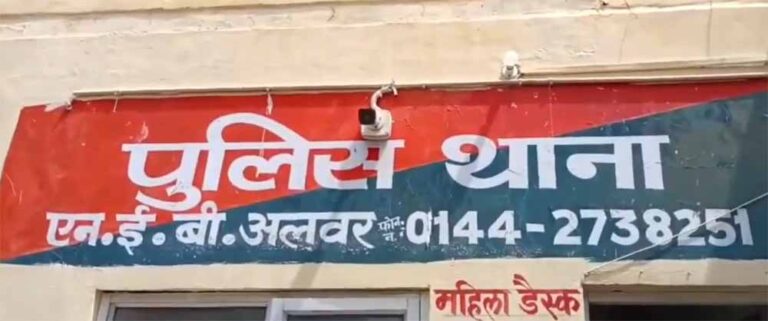 पुलिस थाना
एन.ई.बी.अलवर फ़ोन. न.: 0144-2738251
महिला डैस्क